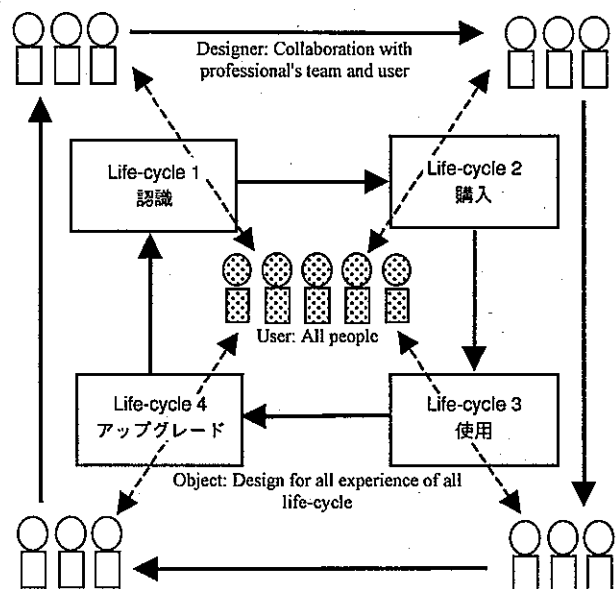 Designer: Collaboration with
professional's team and user
Life-cycle 1
認識
Life-cycle 2
購入
User: All people
Life-cycle 4
アップグレード
Life-cycle 3
使用
Object: Design for all experience of all
life-cycle